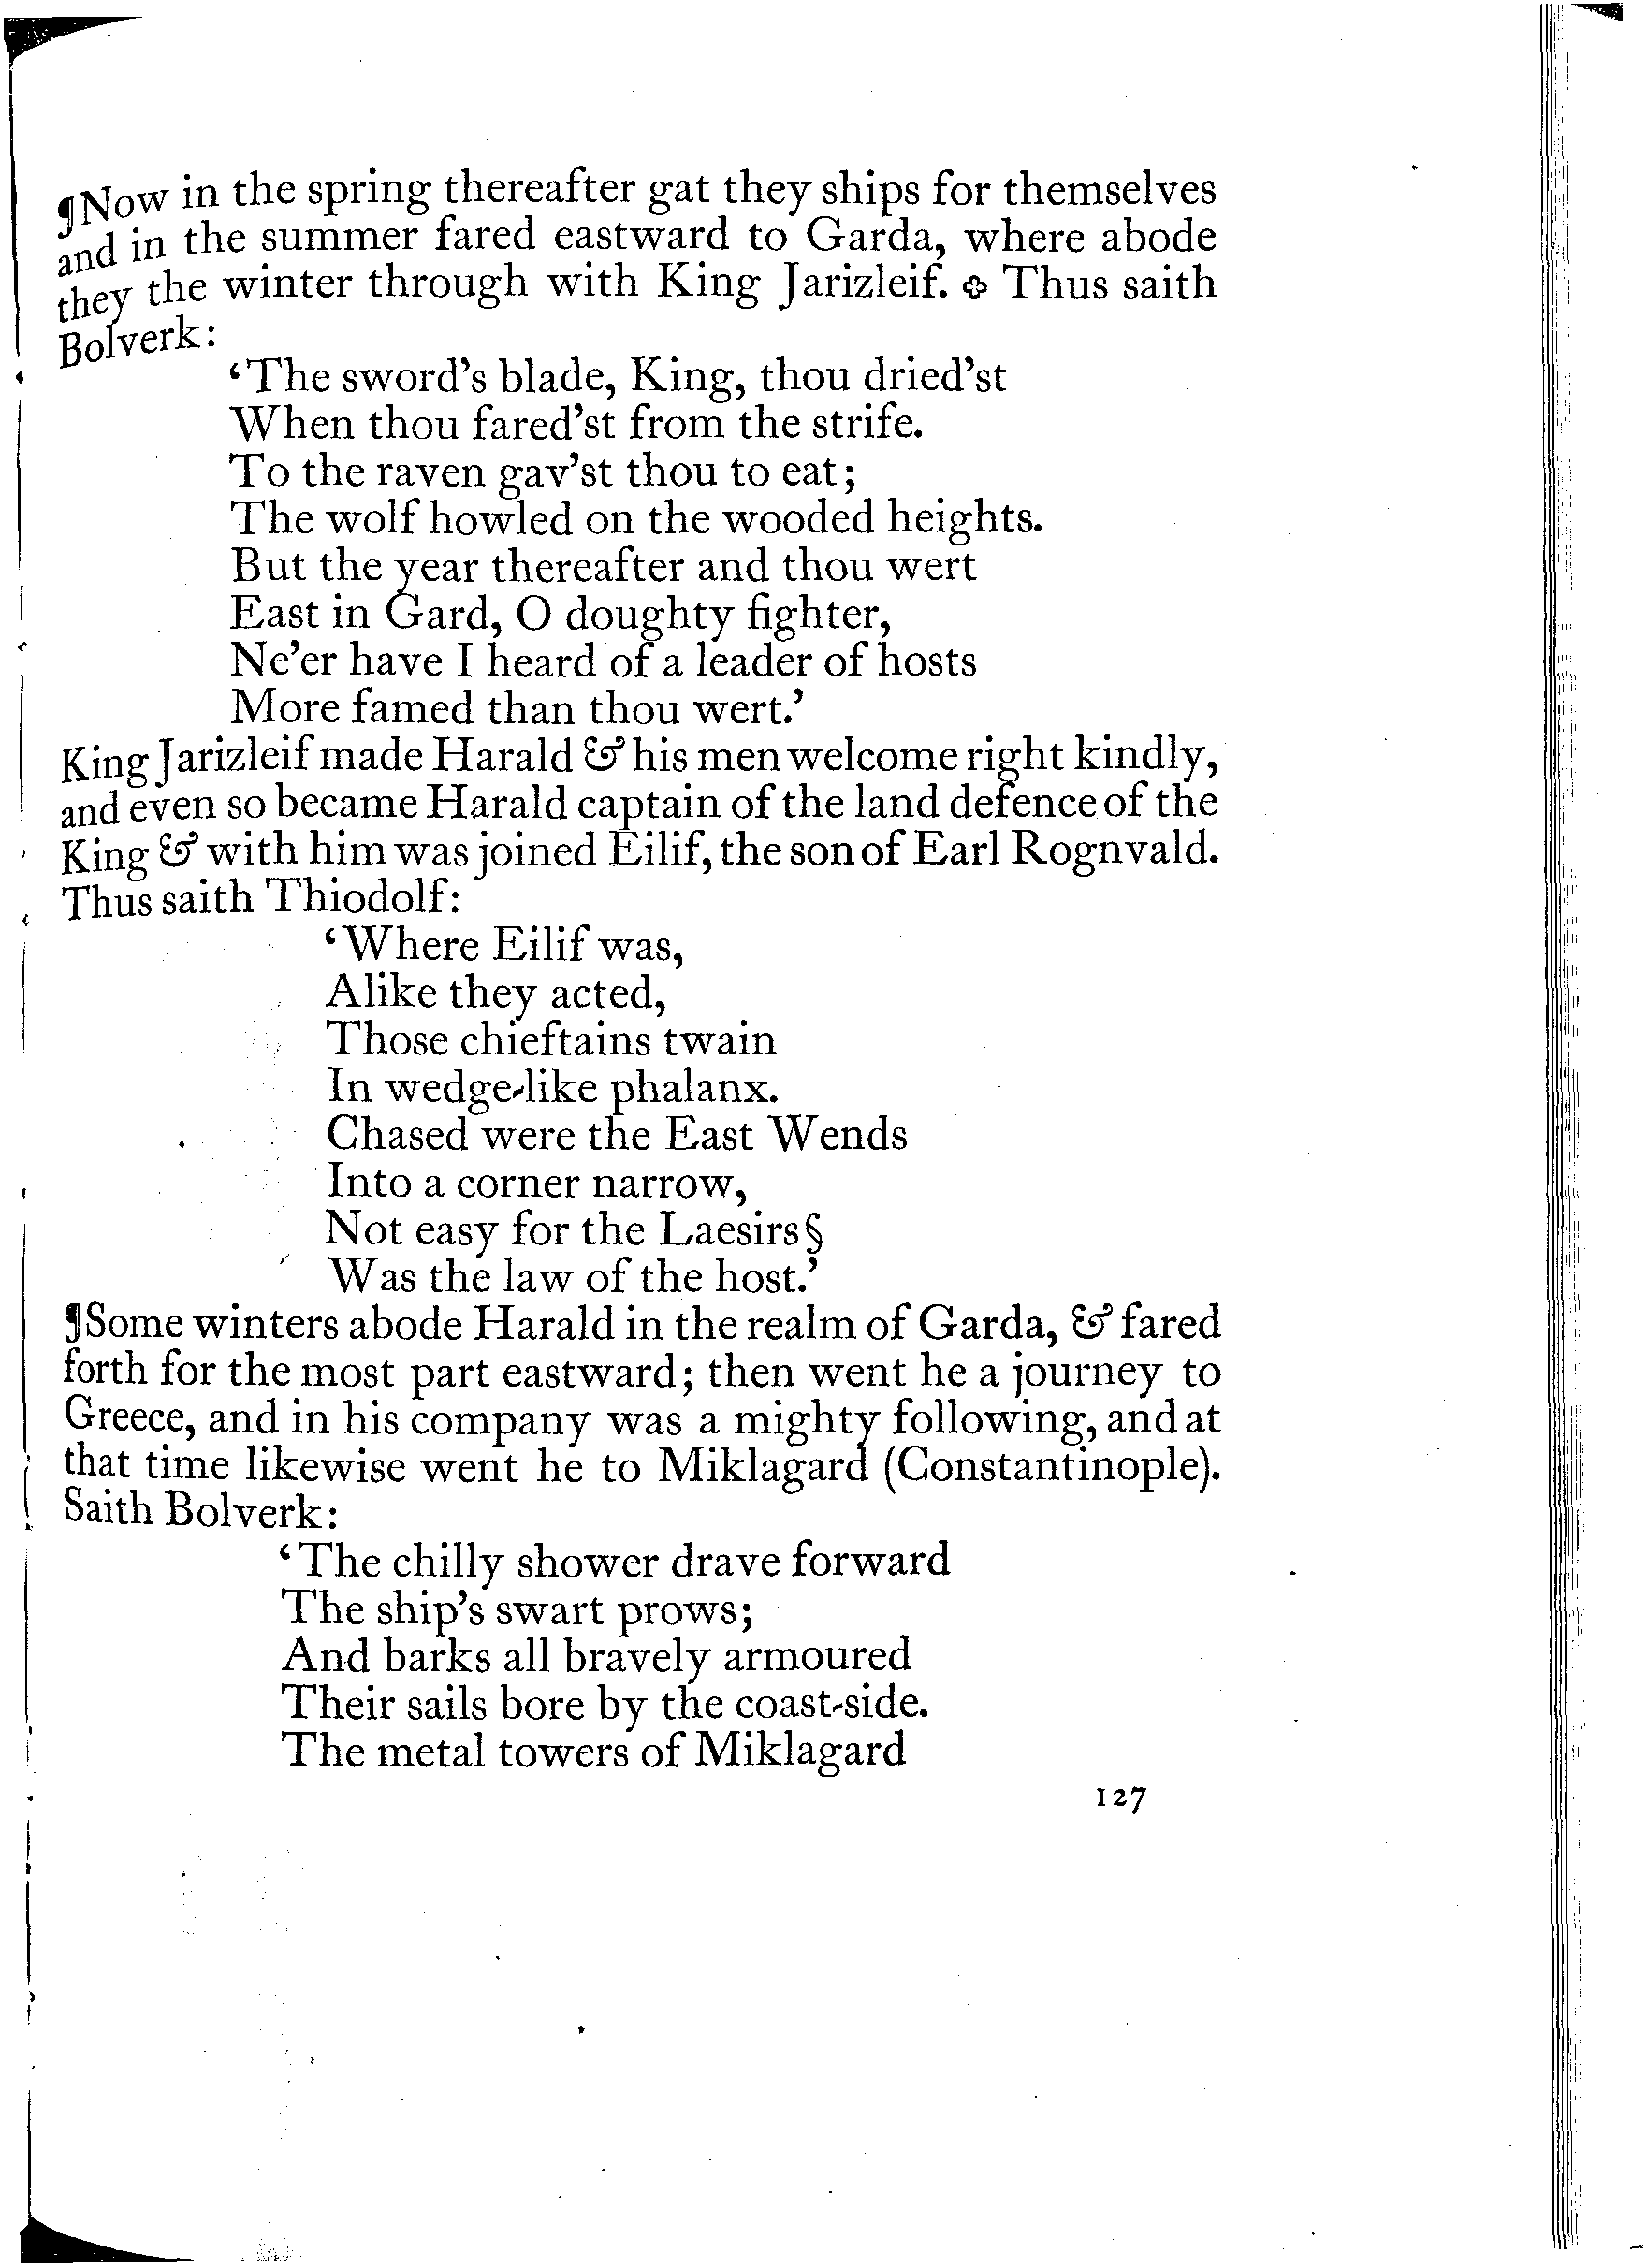 ¶Now in the spring thereafter gat they ships for themselves
and in the summer fared eastward to Garda, where abode
they the winter through with King Jarizleif. ✥ Thus saith
Bolverk:
‘The sword’s blade, King, thou dried’st
When thou fared’st from the strife.
To the raven gav’st thou to eat;
The wolf howled on the wooded heights.
But the year thereafter and thou wert
East in Gard, O doughty fighter,
Ne’er have I heard of a leader of hosts
More famed than thou wert.’
King Jarizleif made Harald & his men welcome right kindly,
and even so became Harald captain of the land defence of the
King & with him was joined Eilif, the son of Earl Rognvald.
Thus saith Thiodolf:
‘Where Eilif was,
Alike they acted,
Those chieftains twain
In wedge-like phalanx.
Chased were the East Wends
Into a corner narrow,
Not easy for the Laesirs§
Was the law of the host.’
¶Some winters abode Harald in the realm of Garda, & fared
forth for the most part eastward; then went he a journey to
Greece, and in his company was a mighty following, and at
that time likewise went he to Miklagard (Constantinople).
Saith Bolverk:
‘The chilly shower drave forward
The ship’s swart prows;
And barks all bravely armoured
Their sails bore by the coast-side.
The metal towers of Miklagard
127